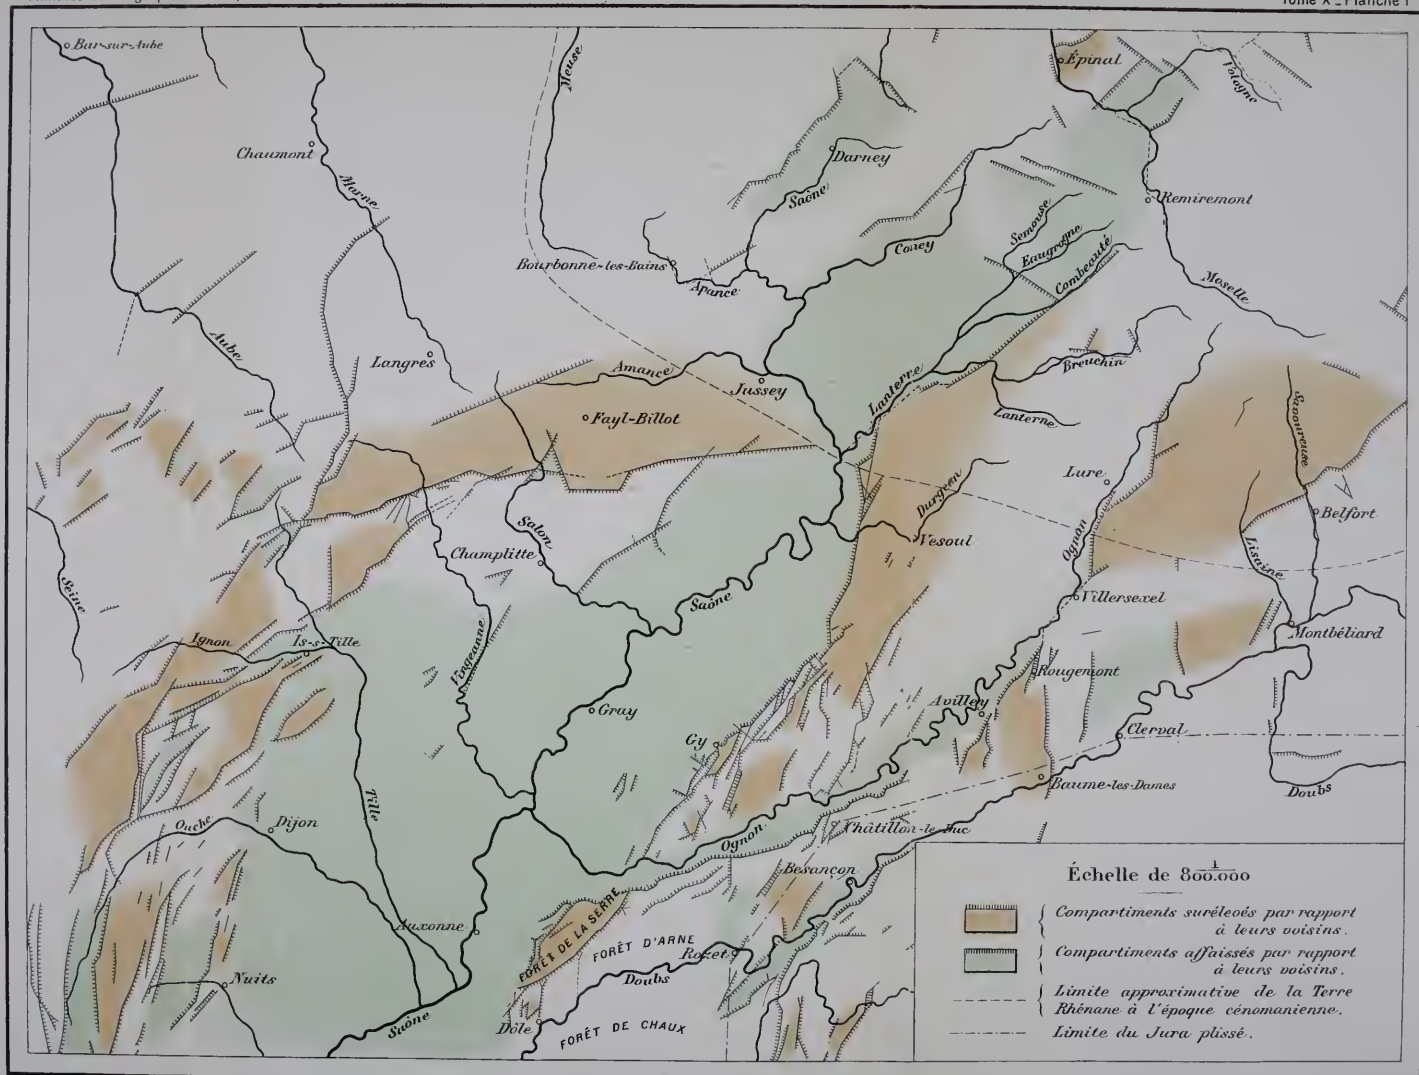 Tome X _ Planche I
Bar-sur-Aube
Meuse
Épinal
Vologne
Chaumont
Marne
Darney
Saône
Remiremont
Semouse
Coney
Eaugrogne
Bourbonne-les-Bains
Combeauté
Apance
Moselle
Aube
Langres
Amance
Jussey
Breuchin
Lanterne
Fayl-Billot
Lanterne
Savoureuse
Lure
Durgeon
Belfort
Salon
Champlitte
Vesoul
Ognon
Lisaine
Seine
Saône
Villersexel
Ignon
Is-s-Tille
Montbéliard
Vingeanne
Rougemont
Gray
Avilley
Gy
Clerval
Baume-les-Dames
Doubs
Tille
Ouche
Dijon
Ognon
Châtillon-le-Duc
Besançon
Auxonne
FORÊT DE LA SERRE
FORÊT D'ARNE
Rozet
Nuits
Doubs
Saône
Dôle
FORÊT DE CHAUX
Échelle de 1/800.000
Compartiments surélevés par rapport
à leurs voisins.
Compartiments affaissés par rapport
à leurs voisins.
Limite approximative de la Terre
Rhénane à l'époque cénomanienne.
Limite du Jura plissé.